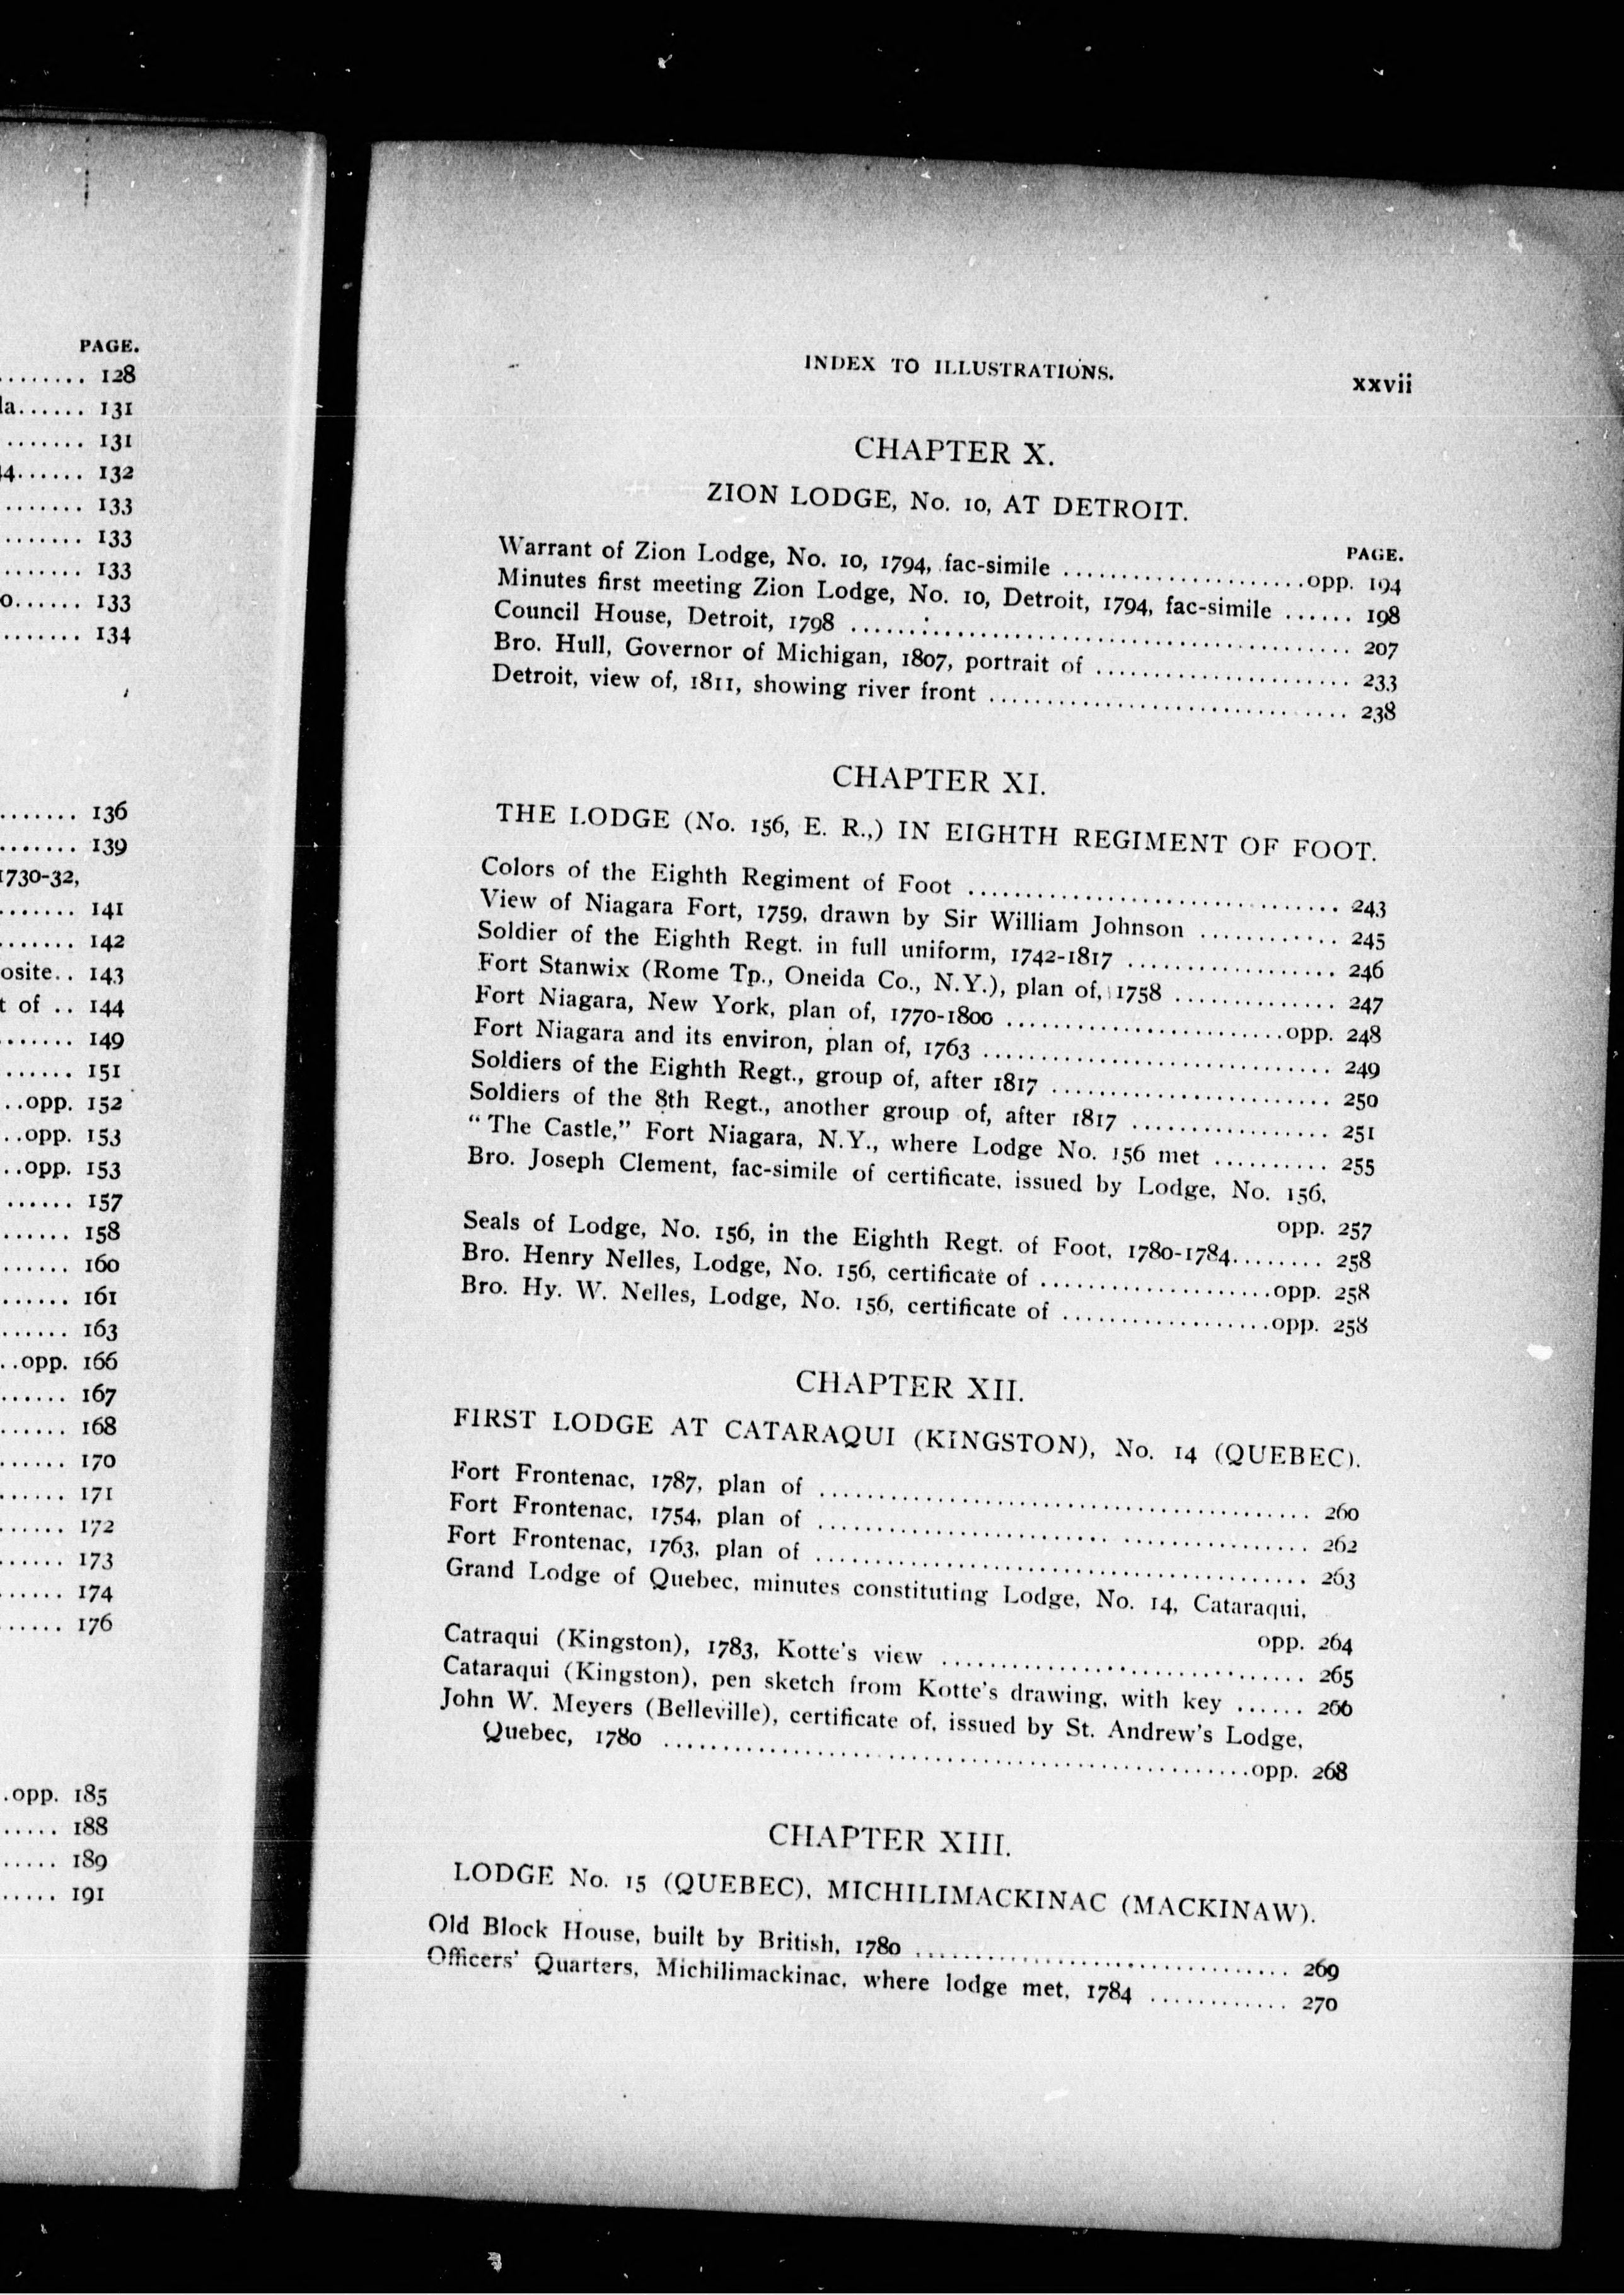 PAGE.
........ 128
la...... 131
....... 131
44...... 132
....... 133
....... 133
....... 133
o...... 133
....... 134
....... 136
....... 139
1730-32,
....... 141
....... 142
osite.. 143
t of .. 144
...... 149
...... 151
..opp. 152
..opp. 153
..opp. 153
...... 157
...... 158
...... 160
...... 161
...... 163
..opp. 166
...... 167
...... 168
...... 170
...... 171
...... 172
...... 173
...... 174
...... 176
.opp. 185
..... 188
..... 189
..... 191
INDEX TO ILLUSTRATIONS. xxvii
CHAPTER X.
ZION LODGE, No. 10, AT DETROIT.
PAGE.
Warrant of Zion Lodge, No. 10, 1794, fac-simile .....................opp. 194
Minutes first meeting Zion Lodge, No. 10, Detroit, 1794, fac-simile ...... 198
Council House, Detroit, 1798 ............................................ 207
Bro. Hull, Governor of Michigan, 1807, portrait of ...................... 233
Detroit, view of, 1811, showing river front ............................... 238
CHAPTER XI.
THE LODGE (No. 156, E. R.,) IN EIGHTH REGIMENT OF FOOT.
Colors of the Eighth Regiment of Foot ................................ 243
View of Niagara Fort, 1759, drawn by Sir William Johnson ............ 245
Soldier of the Eighth Regt. in full uniform, 1742-1817 .................. 246
Fort Stanwix (Rome Tp., Oneida Co., N.Y.), plan of, 1758 .............. 247
Fort Niagara, New York, plan of, 1770-1800 ........................opp. 248
Fort Niagara and its environ, plan of, 1763 .............................. 249
Soldiers of the Eighth Regt., group of, after 1817 ........................ 250
Soldiers of the 8th Regt., another group of, after 1817 ................. 251
“The Castle,” Fort Niagara, N.Y., where Lodge No. 156 met .......... 255
Bro. Joseph Clement, fac-simile of certificate, issued by Lodge, No. 156,
opp. 257
Seals of Lodge, No. 156, in the Eighth Regt. of Foot, 1780-1784........ 258
Bro. Henry Nelles, Lodge, No. 156, certificate of ....................opp. 258
Bro. Hy. W. Nelles, Lodge, No. 156, certificate of ..................opp. 258
CHAPTER XII.
FIRST LODGE AT CATARAQUI (KINGSTON), No. 14 (QUEBEC).
Fort Frontenac, 1787, plan of .......................................... 260
Fort Frontenac, 1754, plan of .......................................... 262
Fort Frontenac, 1763, plan of .......................................... 263
Grand Lodge of Quebec, minutes constituting Lodge, No. 14, Cataraqui,
opp. 264
Catraqui (Kingston), 1783, Kotte's view ............................... 265
Cataraqui (Kingston), pen sketch from Kotte's drawing, with key ...... 266
John W. Meyers (Belleville), certificate of, issued by St. Andrew's Lodge,
Quebec, 1780 ..................................................opp. 268
CHAPTER XIII.
LODGE No. 15 (QUEBEC), MICHILIMACKINAC (MACKINAW).
Old Block House, built by British, 1780 ................................ 269
Officers' Quarters, Michilimackinac, where lodge met, 1784 ............ 270